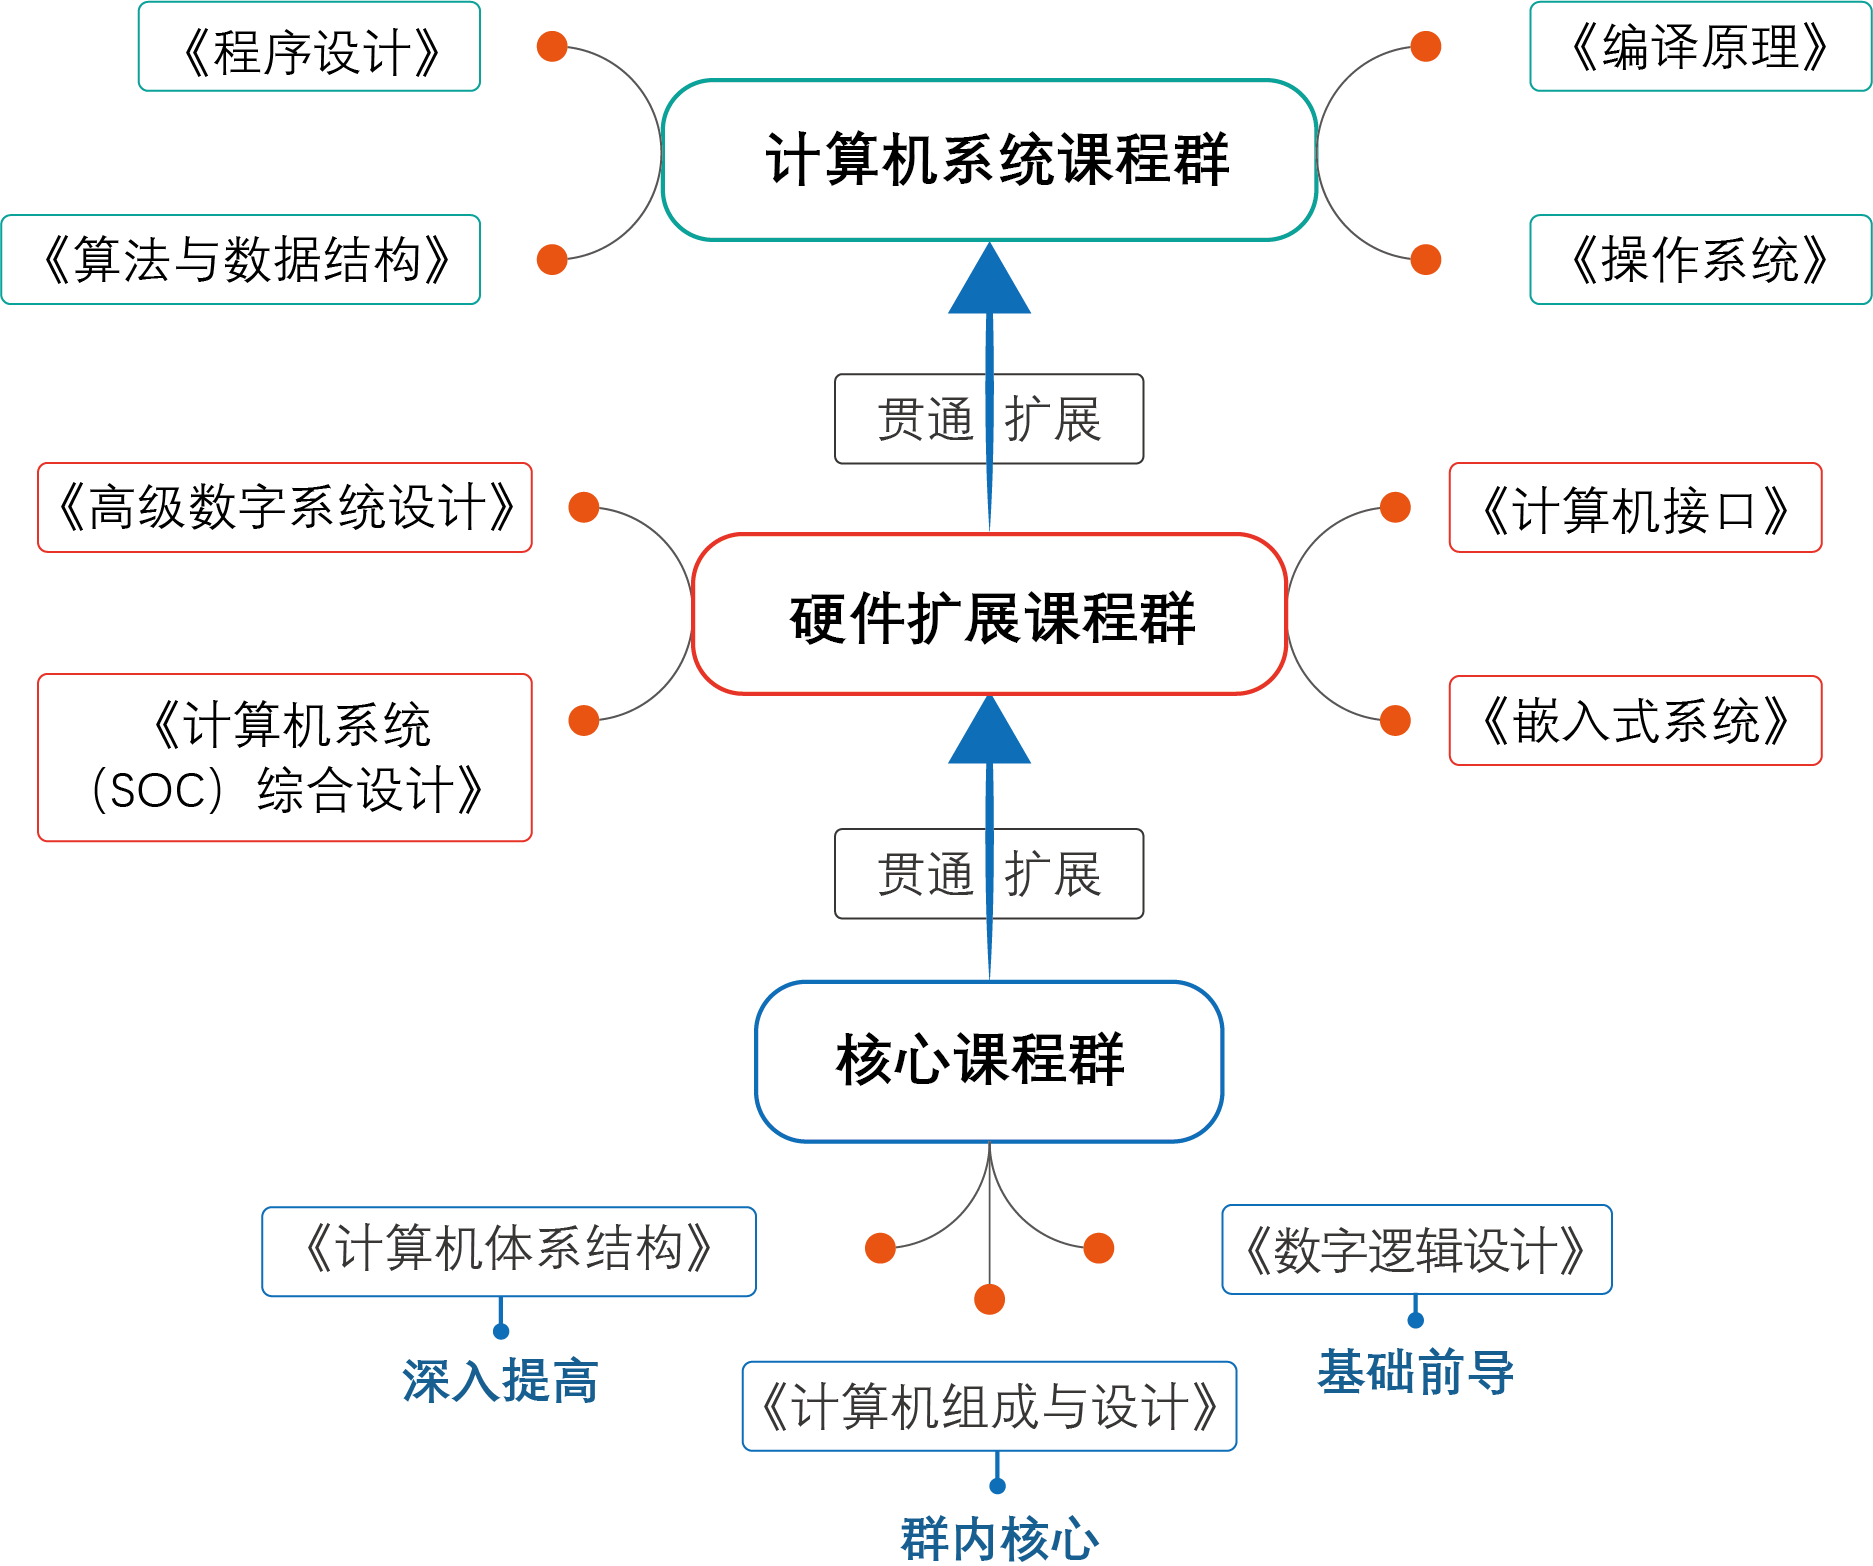 《程序设计》
《编译原理》
计算机系统课程群
《算法与数据结构》
《操作系统》
贯通 扩展
《高级数字系统设计》
《计算机接口》
硬件扩展课程群
《计算机系统
（SOC）综合设计》
《嵌入式系统》
贯通 扩展
核心课程群
《计算机体系结构》
《数字逻辑设计》
深入提高
基础前导
《计算机组成与设计》
群内核心